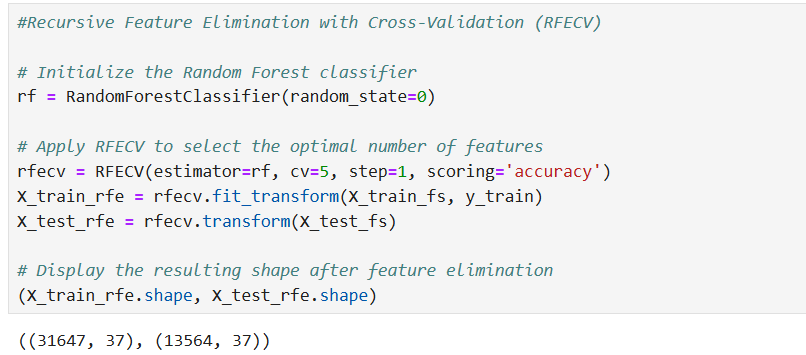 #Recursive Feature Elimination with Cross-Validation (RFECV)
# Initialize the Random Forest classifier
rf = RandomForestClassifier(random_state=0)
# Apply RFECV to select the optimal number of features
rfecv = RFECV(estimator=rf, cv=5, step=1, scoring='accuracy')
X_train_rfe = rfecv.fit_transform(X_train_fs, y_train)
X_test_rfe = rfecv.transform(X_test_fs)
# Display the resulting shape after feature elimination
(X_train_rfe.shape, X_test_rfe.shape)
((31647, 37), (13564, 37))